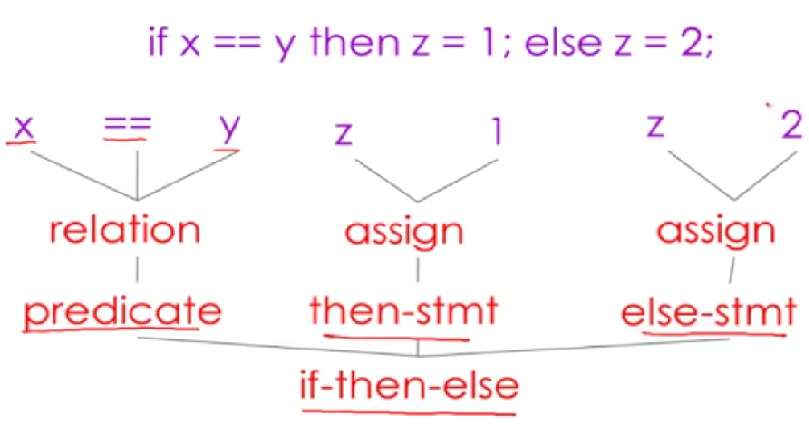 if x == y then z = 1; else z = 2;
x == y z 1 z 2
relation assign assign
predicate then-stmt else-stmt
if-then-else